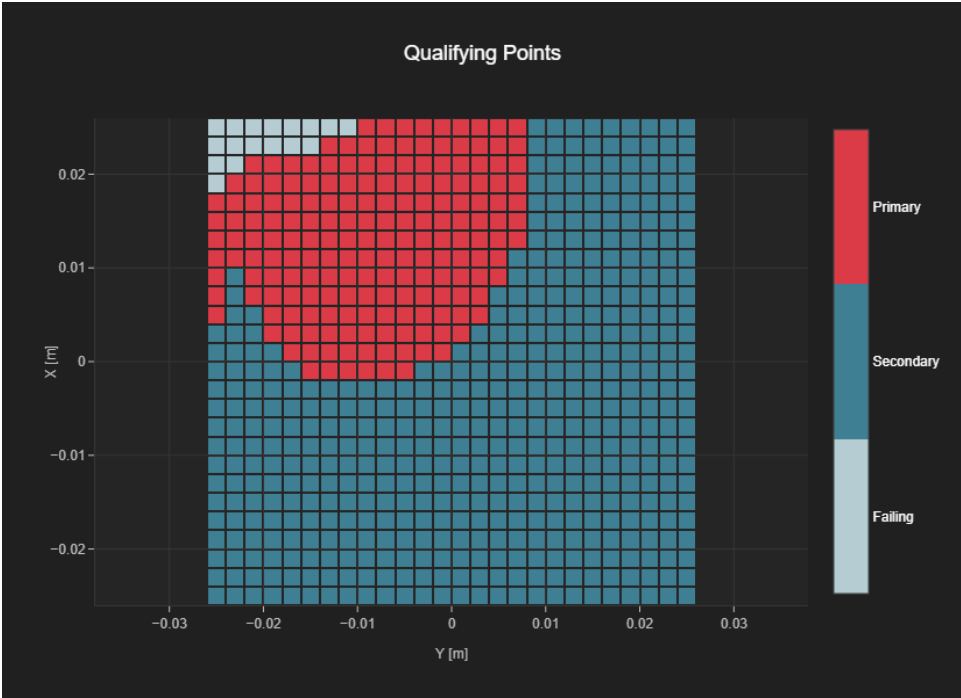 Qualifying Points
0.02
0.01
0
−0.01
−0.02
X [m]
−0.03
−0.02
−0.01
0
0.01
0.02
0.03
Y [m]
Primary
Secondary
Failing